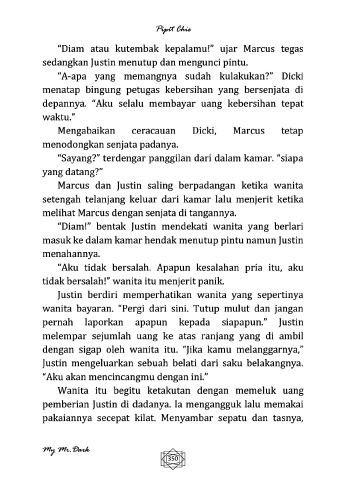 Pipit Chie
"Diam atau kutembak kepalamu!" ujar Marcus tegas
sedangkan Justin menutup dan mengunci pintu.
"A-apa yang memangnya sudah kulakukan?" Dicki
menatap bingung petugas kebersihan yang bersenjata di
depannya. "Aku selalu membayar uang kebersihan tepat
waktu."
Mengabaikan ceracauan Dicki, Marcus tetap
menodongkan senjata padanya.
"Sayang?" terdengar panggilan dari dalam kamar. "siapa
yang datang?"
Marcus dan Justin saling berpadangan ketika wanita
setengah telanjang keluar dari kamar lalu menjerit ketika
melihat Marcus dengan senjata di tangannya.
"Diam!" bentak Justin mendekati wanita yang berlari
masuk ke dalam kamar hendak menutup pintu namun Justin
menahannya.
"Aku tidak bersalah. Apapun kesalahan pria itu, aku
tidak bersalah!" wanita itu menjerit panik.
Justin berdiri memperhatikan wanita yang sepertinya
wanita bayaran. "Pergi dari sini. Tutup mulut dan jangan
pernah laporkan apapun kepada siapapun." Justin
melempar sejumlah uang ke atas ranjang yang di ambil
dengan sigap oleh wanita itu. "Jika kamu melanggarnya,"
Justin mengeluarkan sebuah belati dari saku belakangnya.
"Aku akan mencincangmu dengan ini."
Wanita itu begitu ketakutan dengan memeluk uang
pemberian Justin di dadanya. Ia mengangguk lalu memakai
pakaiannya secepat kilat. Menyambar sepatu dan tasnya,
My Mr. Dark
350